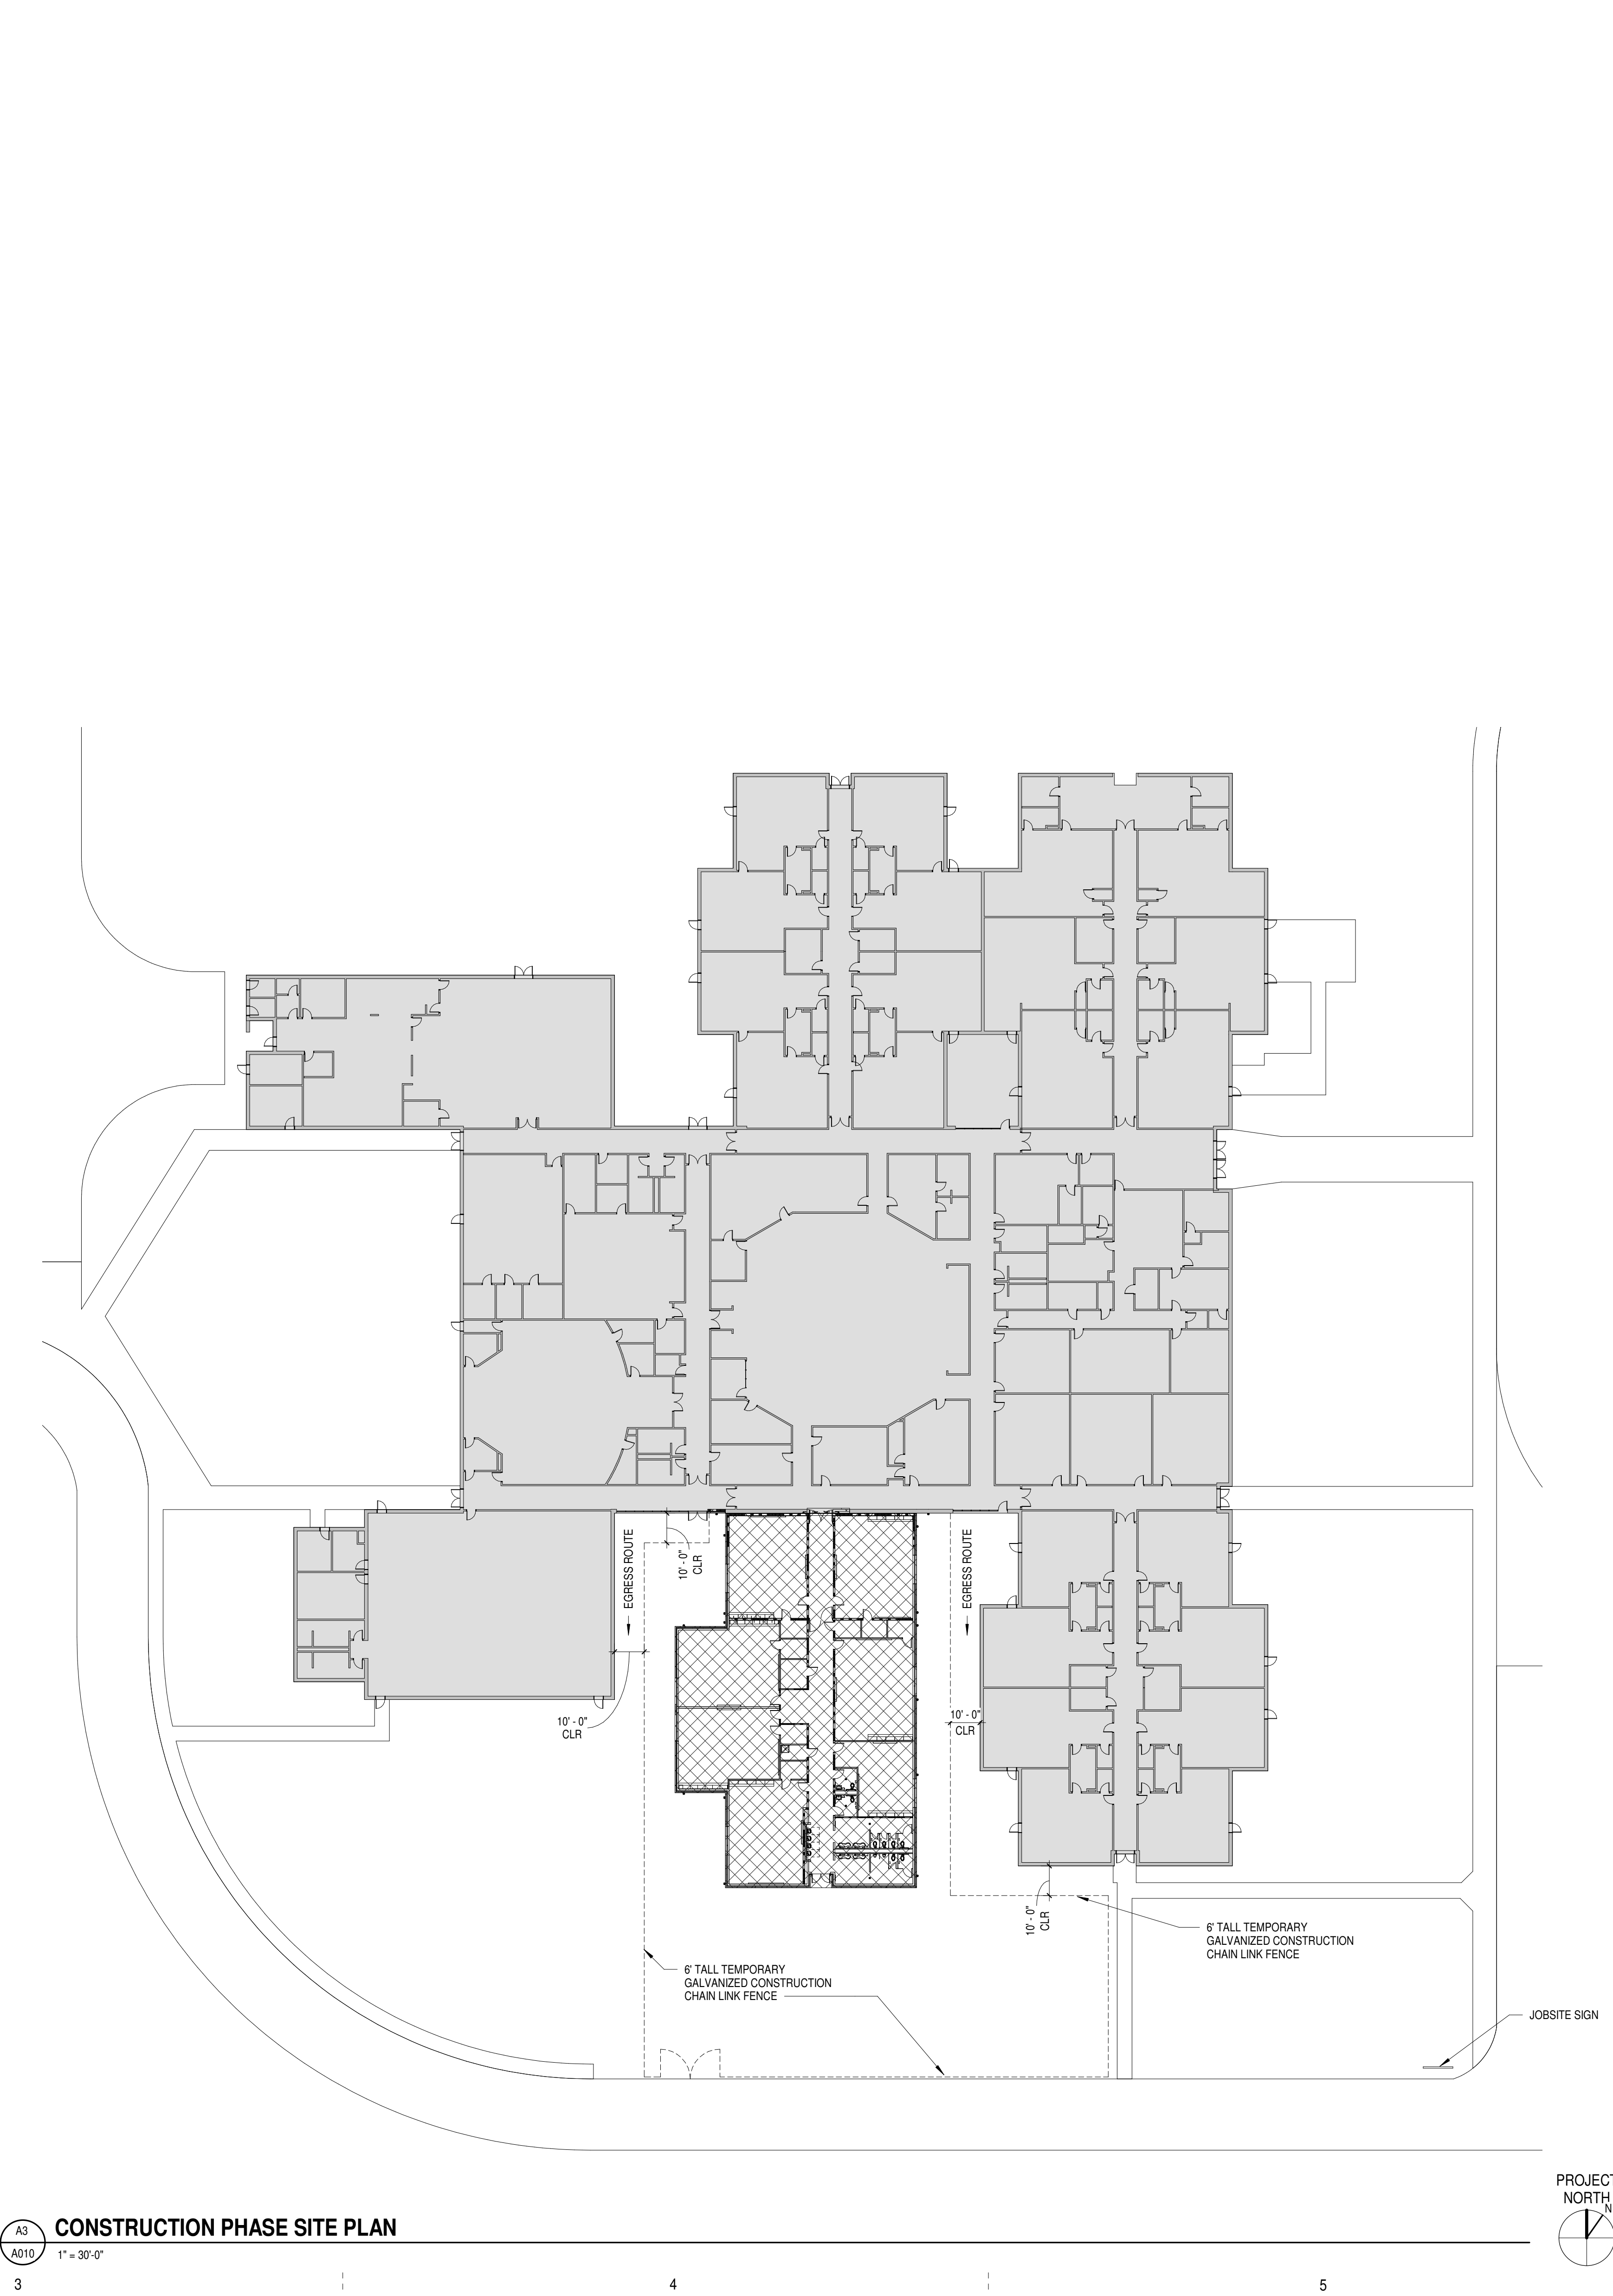 EGRESS ROUTE
10' - 0"
CLR
EGRESS ROUTE
10' - 0"
CLR
10' - 0"
CLR
10' - 0"
CLR
6' TALL TEMPORARY
GALVANIZED CONSTRUCTION
CHAIN LINK FENCE
6' TALL TEMPORARY
GALVANIZED CONSTRUCTION
CHAIN LINK FENCE
JOBSITE SIGN
PROJECT
NORTH
N
A3
A010
CONSTRUCTION PHASE SITE PLAN
1" = 30'-0"
3
4
5